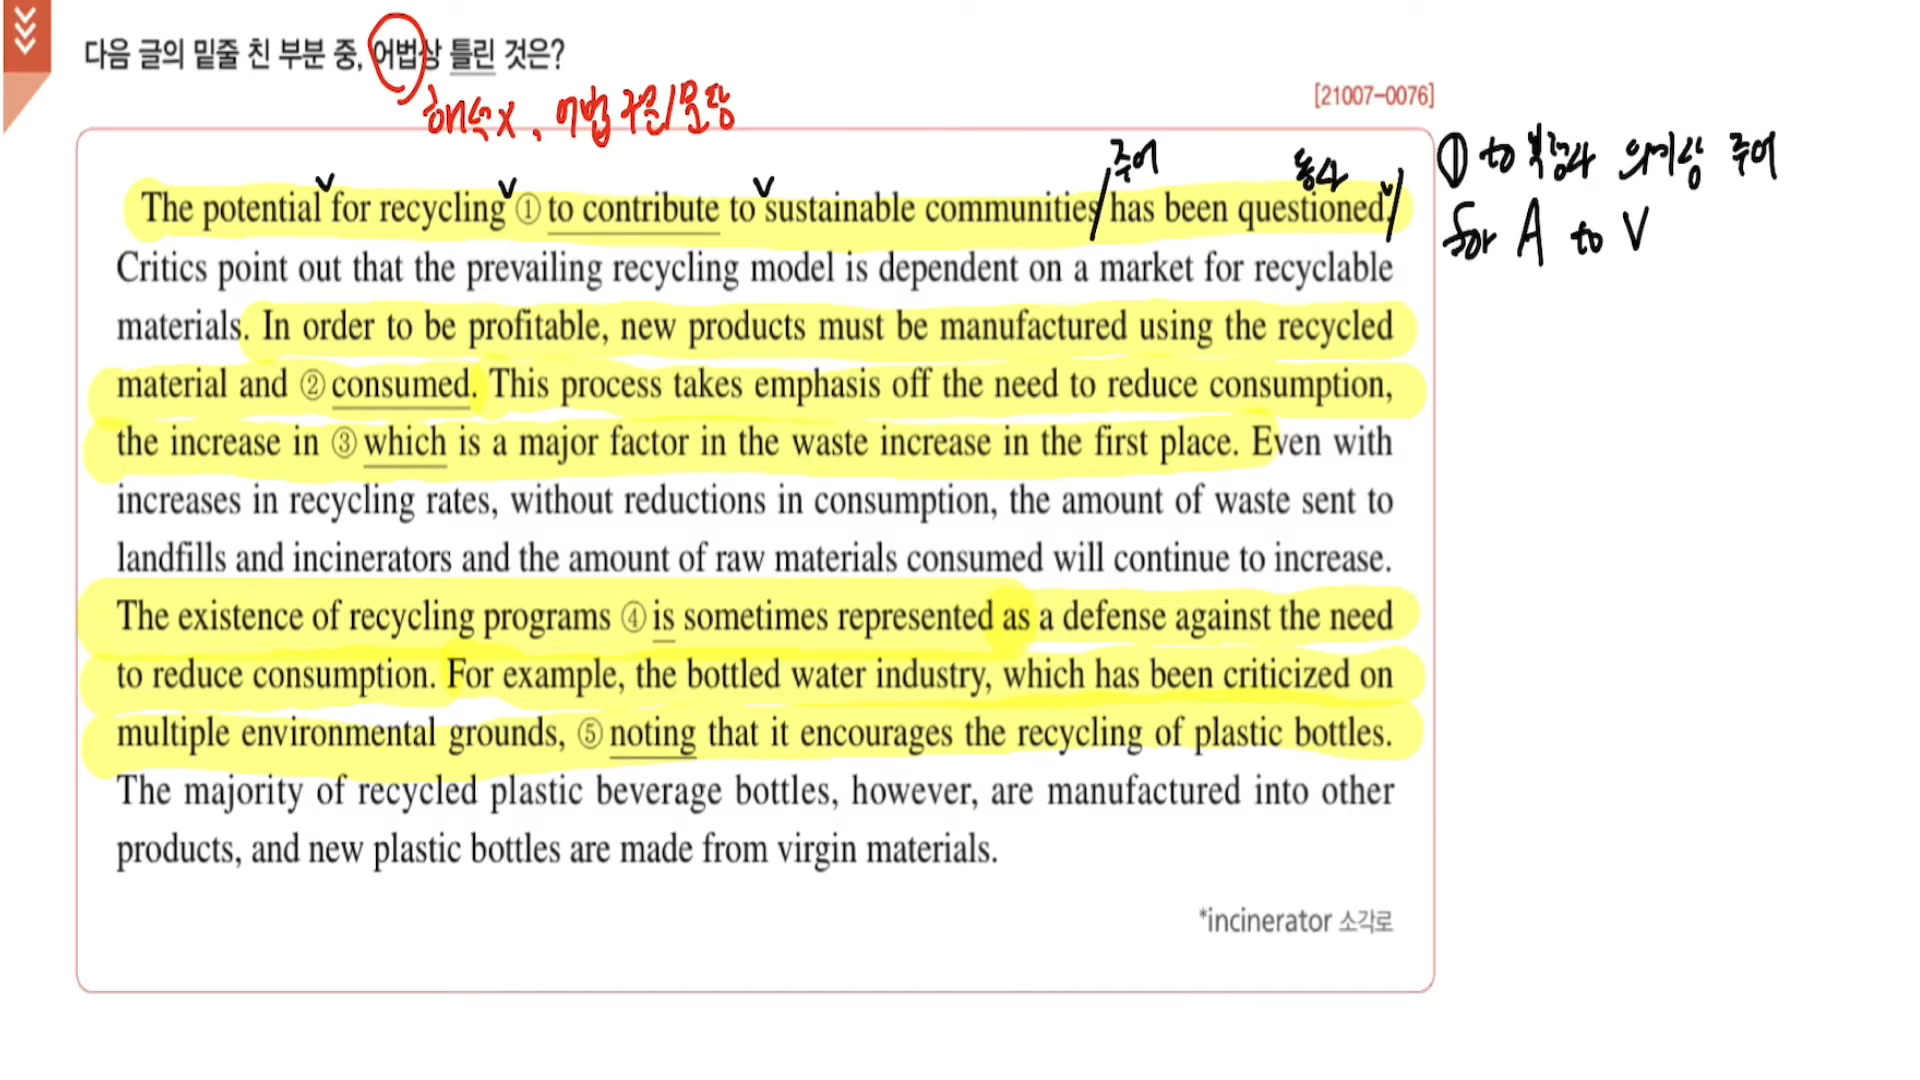 다음 글의 밑줄 친 부분 중, 어법상 틀린 것은?
해석x, 어법 구문/문장
[21007-0076]
주어
동사
① to부정사 의미상 주어
for A to V
The potential for recycling ① to contribute to sustainable communities has been questioned.
Critics point out that the prevailing recycling model is dependent on a market for recyclable
materials. In order to be profitable, new products must be manufactured using the recycled
material and ② consumed. This process takes emphasis off the need to reduce consumption,
the increase in ③ which is a major factor in the waste increase in the first place. Even with
increases in recycling rates, without reductions in consumption, the amount of waste sent to
landfills and incinerators and the amount of raw materials consumed will continue to increase.
The existence of recycling programs ④ is sometimes represented as a defense against the need
to reduce consumption. For example, the bottled water industry, which has been criticized on
multiple environmental grounds, ⑤ noting that it encourages the recycling of plastic bottles.
The majority of recycled plastic beverage bottles, however, are manufactured into other
products, and new plastic bottles are made from virgin materials.
*incinerator 소각로